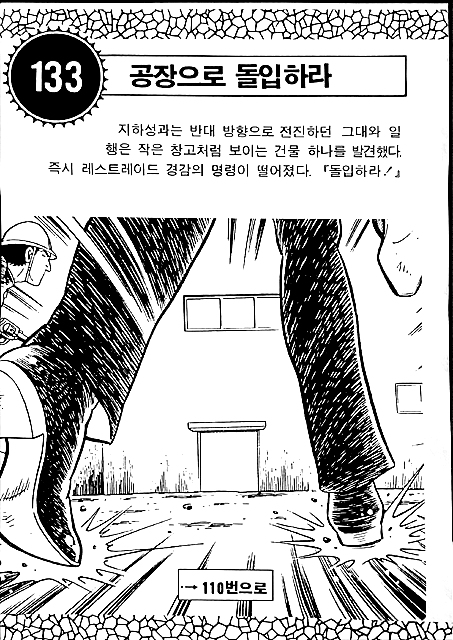 133
공장으로 돌입하라
지하성과는 반대 방향으로 전진하던 그대와 일
행은 작은 창고처럼 보이는 건물 하나를 발견했다.
즉시 레스트레이드 경감의 명령이 떨어졌다. 『돌입하라!』
…→ 110번으로